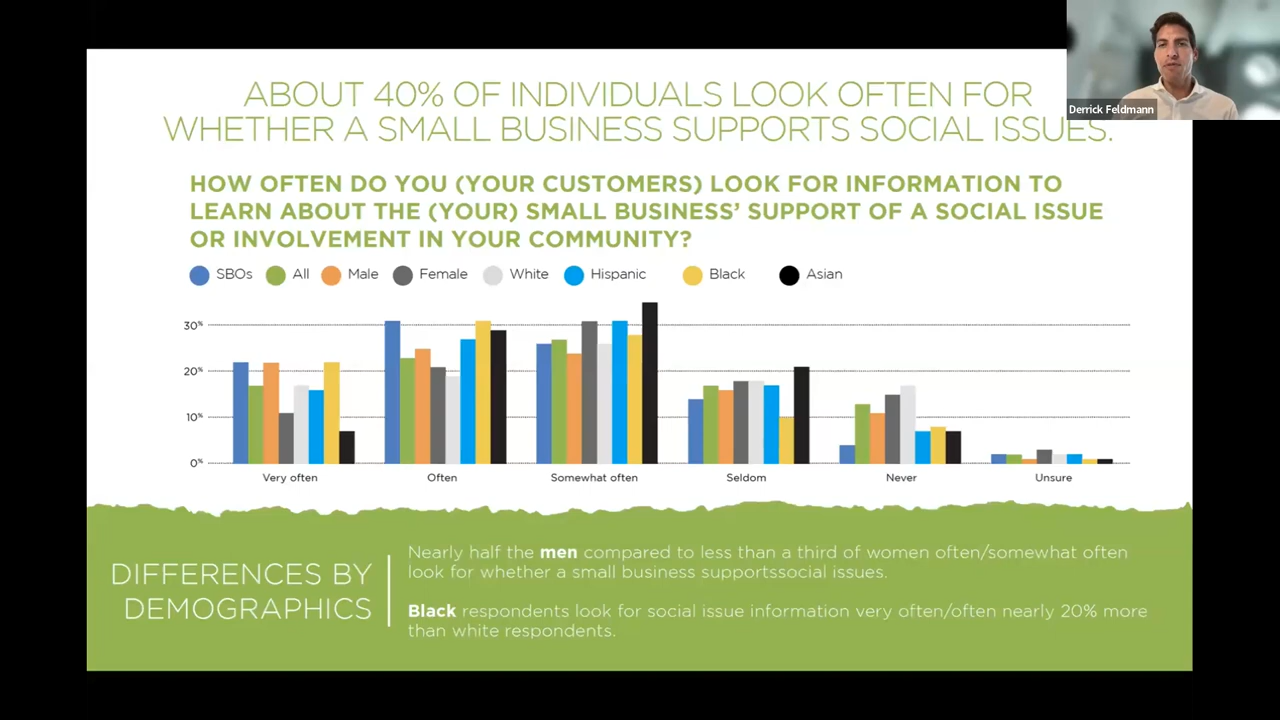 ABOUT 40% OF INDIVIDUALS LOOK OFTEN FOR
WHETHER A SMALL BUSINESS SUPPORTS SOCIAL ISSUES.
Derrick Feldmann
HOW OFTEN DO YOU (YOUR CUSTOMERS) LOOK FOR INFORMATION TO
LEARN ABOUT THE (YOUR) SMALL BUSINESS’ SUPPORT OF A SOCIAL ISSUE
OR INVOLVEMENT IN YOUR COMMUNITY?
SBOs All Male Female White Hispanic Black Asian
30%
20%
10%
0%
Very often Often Somewhat often Seldom Never Unsure
DIFFERENCES BY
DEMOGRAPHICS
Nearly half the men compared to less than a third of women often/somewhat often
look for whether a small business supportssocial issues.
Black respondents look for social issue information very often/often nearly 20% more
than white respondents.